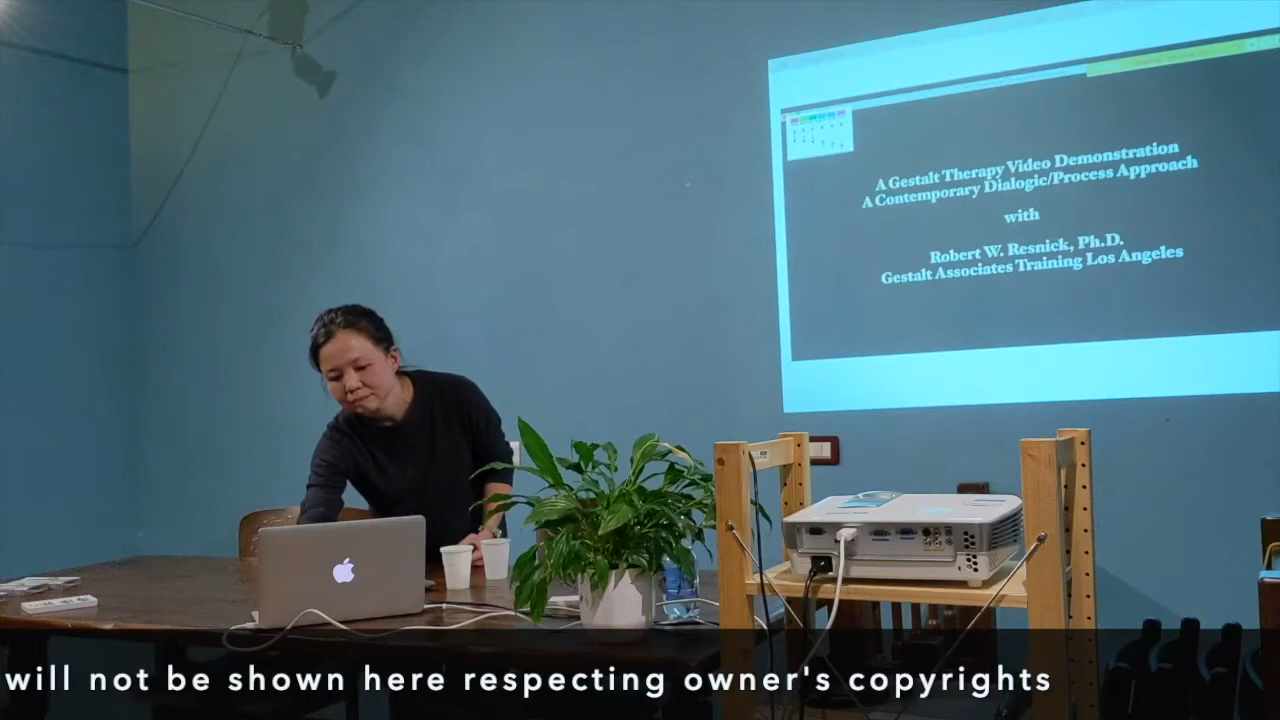 A Gestalt Therapy Video Demonstration
A Contemporary Dialogic/Process Approach
with
Robert W. Resnick, Ph.D.
Gestalt Associates Training Los Angeles
will not be shown here respecting owner's copyrights